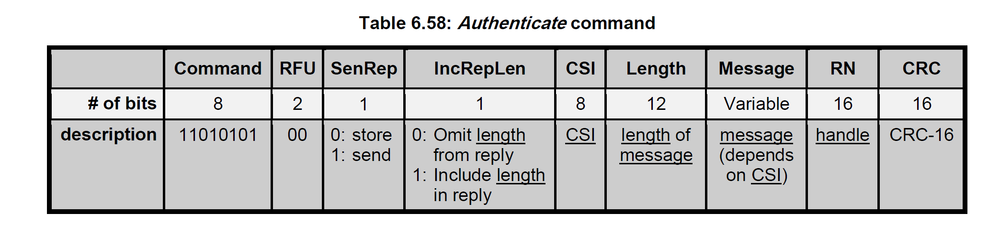 Table 6.58: Authenticate command
Command RFU SenRep IncRepLen CSI Length Message RN CRC
# of bits 8 2 1 1 8 12 Variable 16 16
description 11010101 00 0: store 0: Omit length CSI length of message handle CRC-16
1: send from reply message (depends
1: Include length on CSI)
in reply